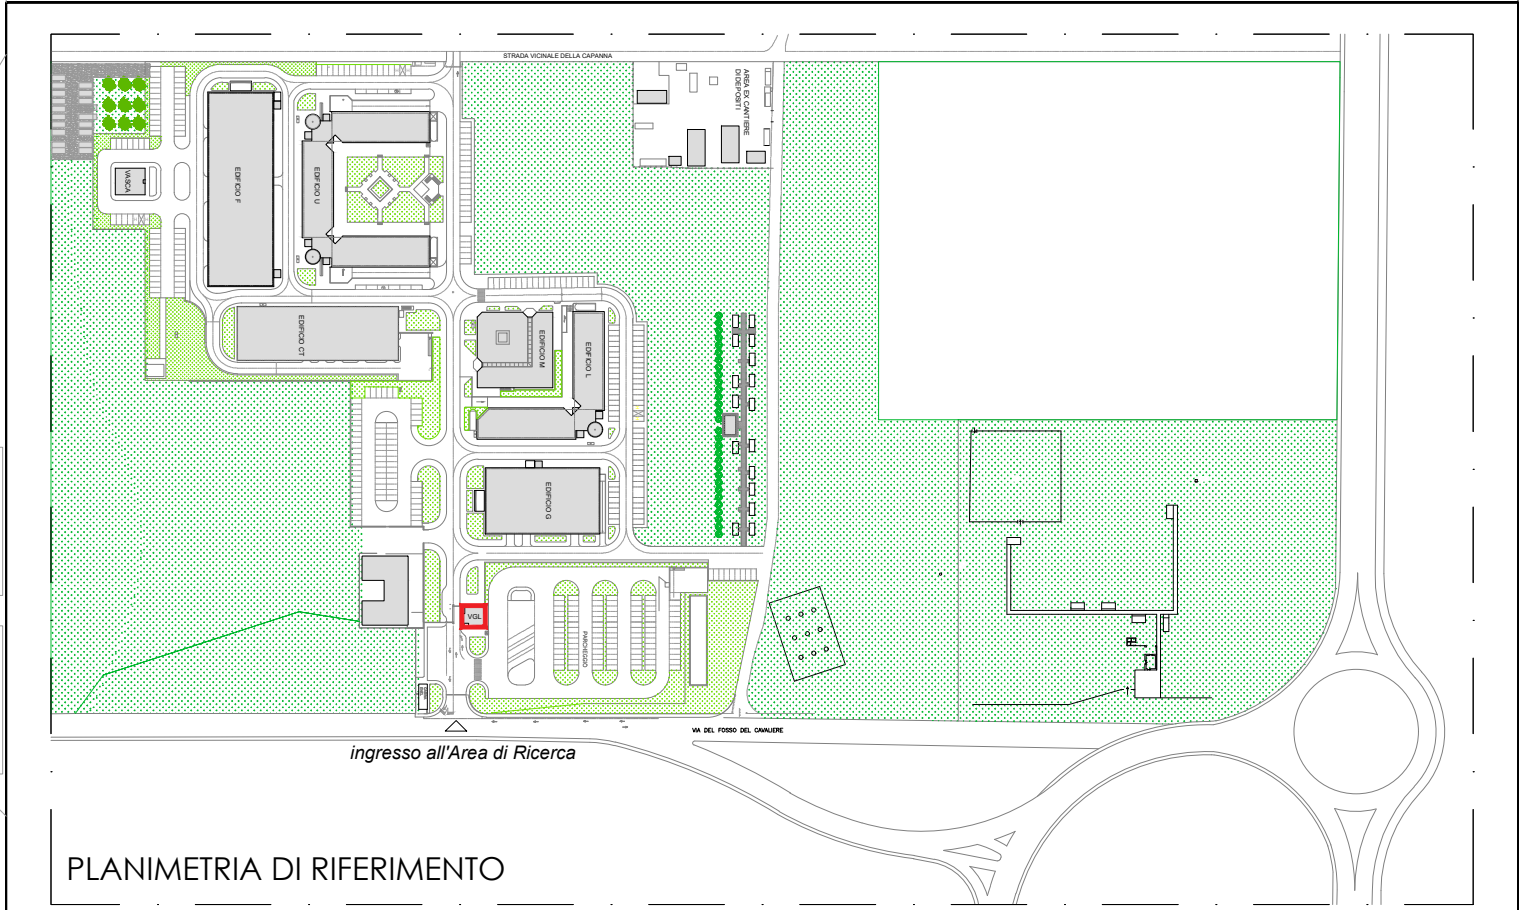 STRADA VICINALE DELLA CAPANNA
AREA EX CANTIERE
DI DEPOSITI
VASCA
EDIFICIO F
EDIFICIO U
EDIFICIO CT
EDIFICIO M
EDIFICIO L
EDIFICIO G
VGL
PARCHEGGIO
VIA DEL FOSSO DEL CAVALIERE
ingresso all'Area di Ricerca
PLANIMETRIA DI RIFERIMENTO